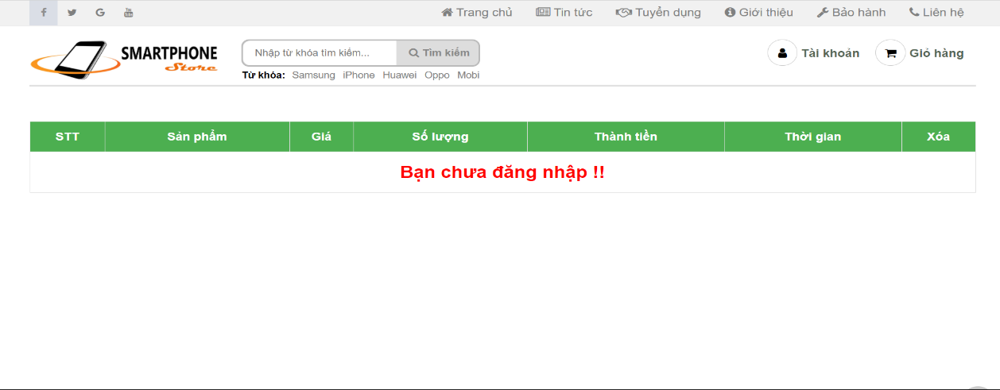 Trang chủ Tin tức Tuyển dụng Giới thiệu Bảo hành Liên hệ
SMARTPHONE
Store
Nhập từ khóa tìm kiếm... Tìm kiếm
Tài khoản Giỏ hàng
Từ khóa: Samsung iPhone Huawei Oppo Mobi
STT Sản phẩm Giá Số lượng Thành tiền Thời gian Xóa
Bạn chưa đăng nhập !!